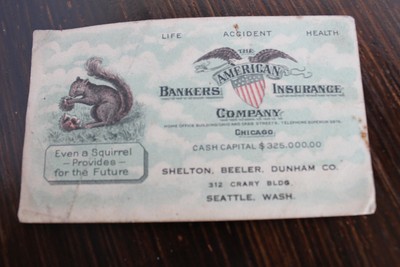 LIFE ACCIDENT HEALTH
THE
AMERICAN
BANKERS INSURANCE
COMPANY
CHICAGO
CASH CAPITAL $325,000.00
Even a Squirrel
- Provides -
for the Future
SHELTON, BEELER, DUNHAM CO.
312 CRARY BLDG.
SEATTLE, WASH.